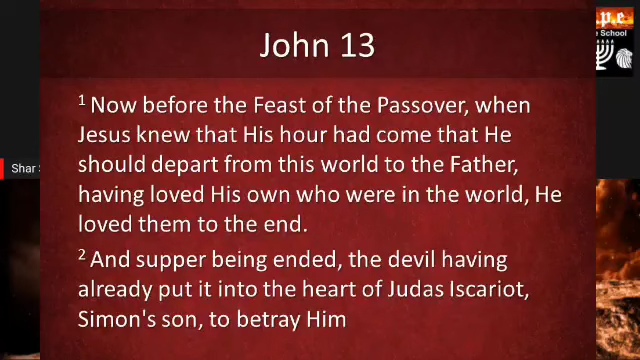 John 13
1 Now before the Feast of the Passover, when
Jesus knew that His hour had come that He
should depart from this world to the Father,
having loved His own who were in the world, He
loved them to the end.
2 And supper being ended, the devil having
already put it into the heart of Judas Iscariot,
Simon's son, to betray Him
Shar
School